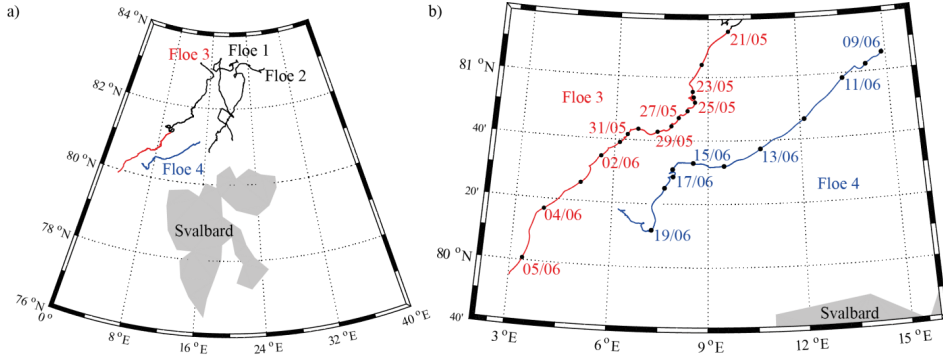 a)
84 °N
82 °N
80 °N
78 °N
76 °N
0°
8 °E
16 °E
24 °E
32 °E
40 °E
Floe 3
Floe 1
Floe 2
Floe 4
Svalbard
b)
81 °N
40'
20'
80 °N
40'
3 °E
6 °E
9 °E
12 °E
15 °E
Floe 3
21/05
23/05
25/05
27/05
29/05
31/05
02/06
04/06
05/06
09/06
11/06
13/06
15/06
17/06
19/06
Floe 4
Svalbard